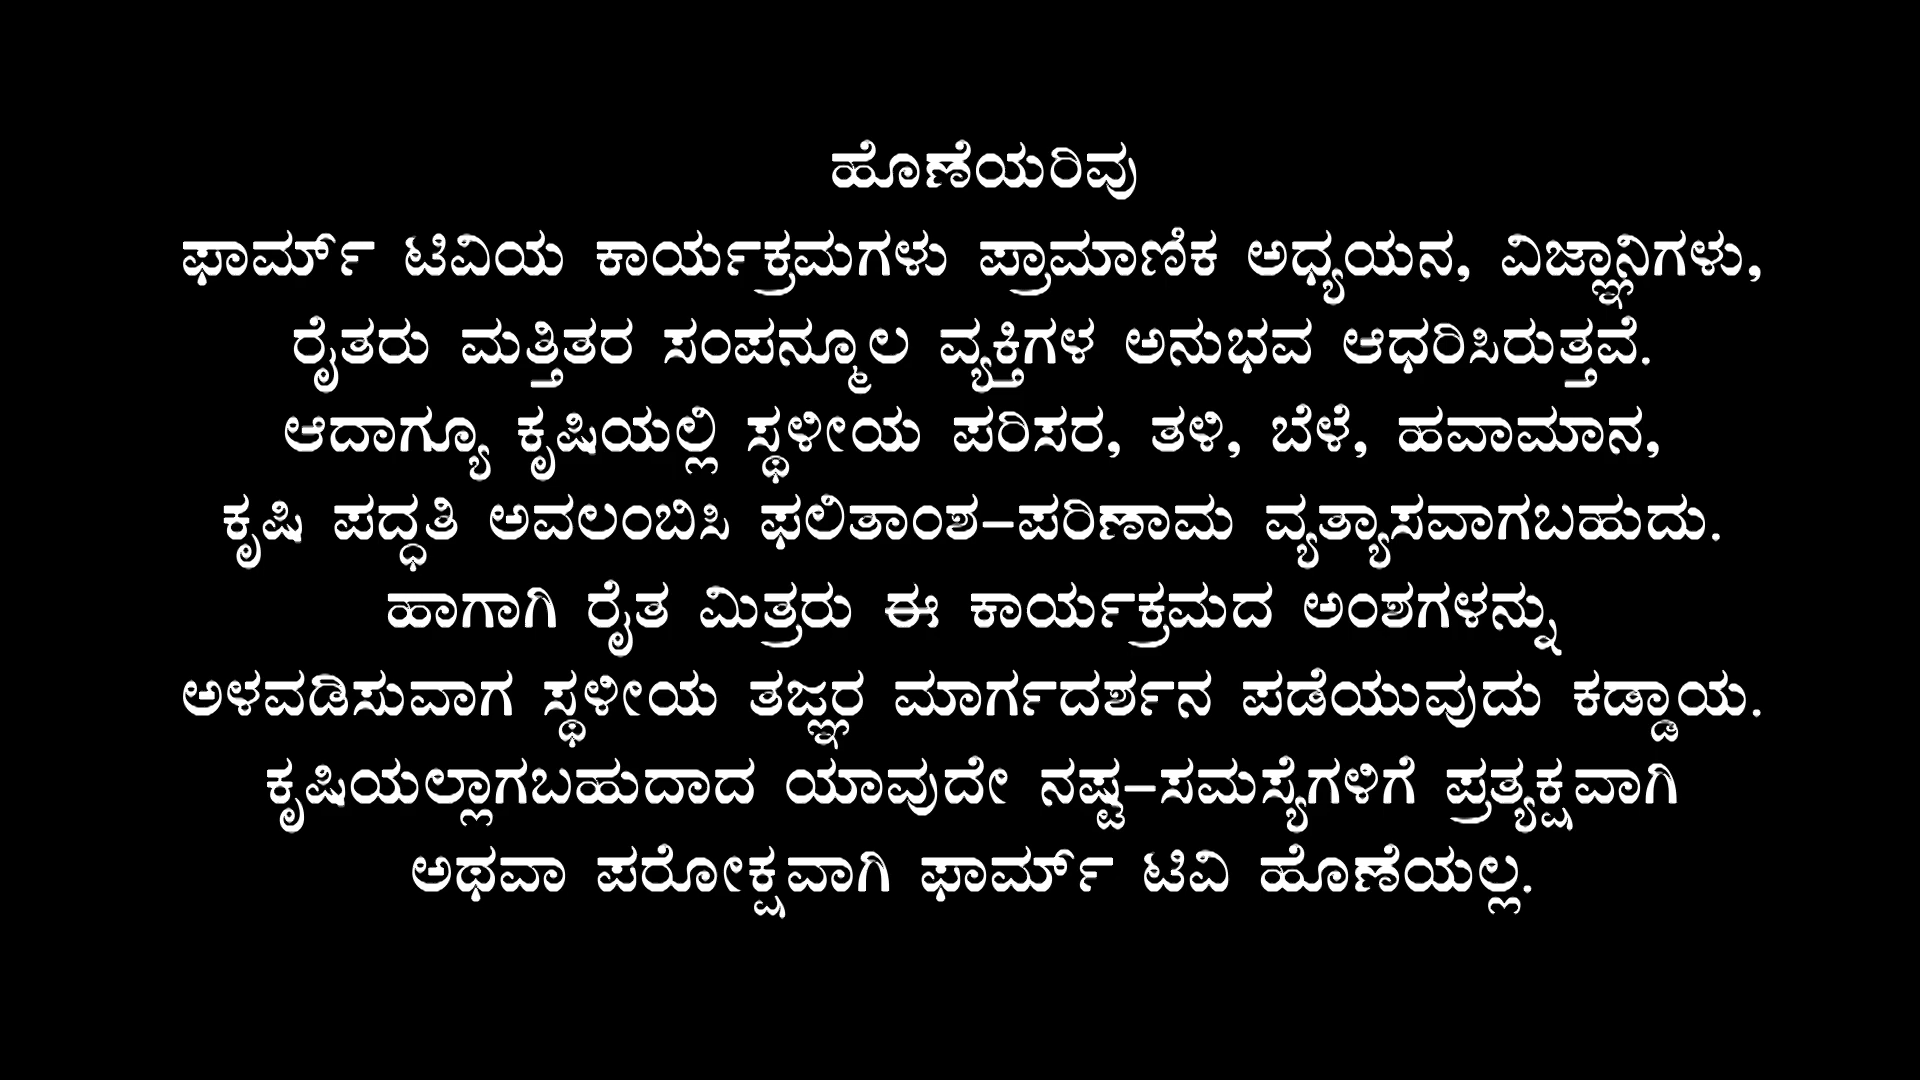 ಹೊಣೆಯರಿವು
ಫಾರ್ಮ್ ಟಿವಿಯ ಕಾರ್ಯಕ್ರಮಗಳು ಪ್ರಾಮಾಣಿಕ ಅಧ್ಯಯನ, ವಿಜ್ಞಾನಿಗಳು,
ರೈತರು ಮತ್ತಿತರ ಸಂಪನ್ಮೂಲ ವ್ಯಕ್ತಿಗಳ ಅನುಭವ ಆಧರಿಸಿರುತ್ತವೆ.
ಆದಾಗ್ಯೂ ಕೃಷಿಯಲ್ಲಿ ಸ್ಥಳೀಯ ಪರಿಸರ, ತಳಿ, ಬೆಳೆ, ಹವಾಮಾನ,
ಕೃಷಿ ಪದ್ಧತಿ ಅವಲಂಬಿಸಿ ಫಲಿತಾಂಶ-ಪರಿಣಾಮ ವ್ಯತ್ಯಾಸವಾಗಬಹುದು.
ಹಾಗಾಗಿ ರೈತ ಮಿತ್ರರು ಈ ಕಾರ್ಯಕ್ರಮದ ಅಂಶಗಳನ್ನು
ಅಳವಡಿಸುವಾಗ ಸ್ಥಳೀಯ ತಜ್ಞರ ಮಾರ್ಗದರ್ಶನ ಪಡೆಯುವುದು ಕಡ್ಡಾಯ.
ಕೃಷಿಯಲ್ಲಾಗಬಹುದಾದ ಯಾವುದೇ ನಷ್ಟ-ಸಮಸ್ಯೆಗಳಿಗೆ ಪ್ರತ್ಯಕ್ಷವಾಗಿ
ಅಥವಾ ಪರೋಕ್ಷವಾಗಿ ಫಾರ್ಮ್ ಟಿವಿ ಹೊಣೆಯಲ್ಲ.